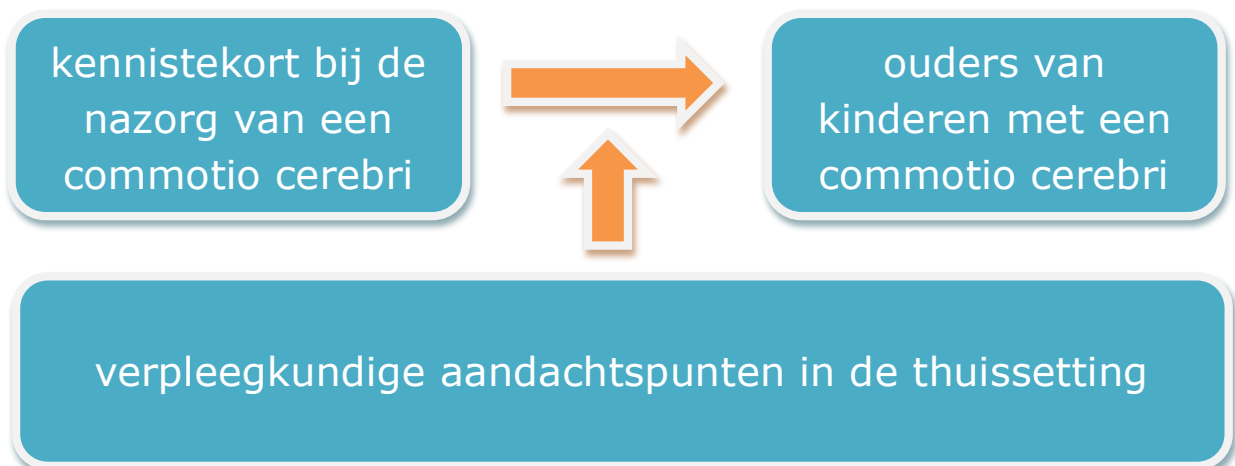 kennistekort bij de
nazorg van een
commotio cerebri
ouders van
kinderen met een
commotio cerebri
verpleegkundige aandachtspunten in de thuissetting